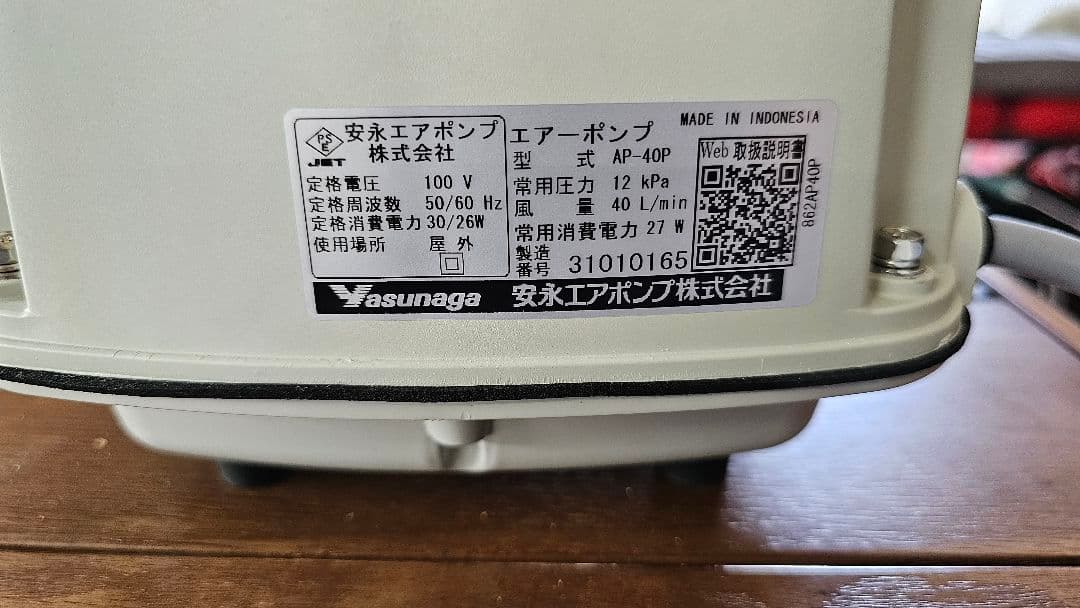 PSE
JET
安永エアポンプ
株式会社
定格電圧 100 V
定格周波数 50/60 Hz
定格消費電力 30/26W
使用場所 屋外
エアーポンプ
MADE IN INDONESIA
型式 AP-40P
常用圧力 12 kPa
風量 40 L/min
常用消費電力 27 W
製造
番号 31010165
Web 取扱説明書
862AP40P
Yasunaga 安永エアポンプ株式会社